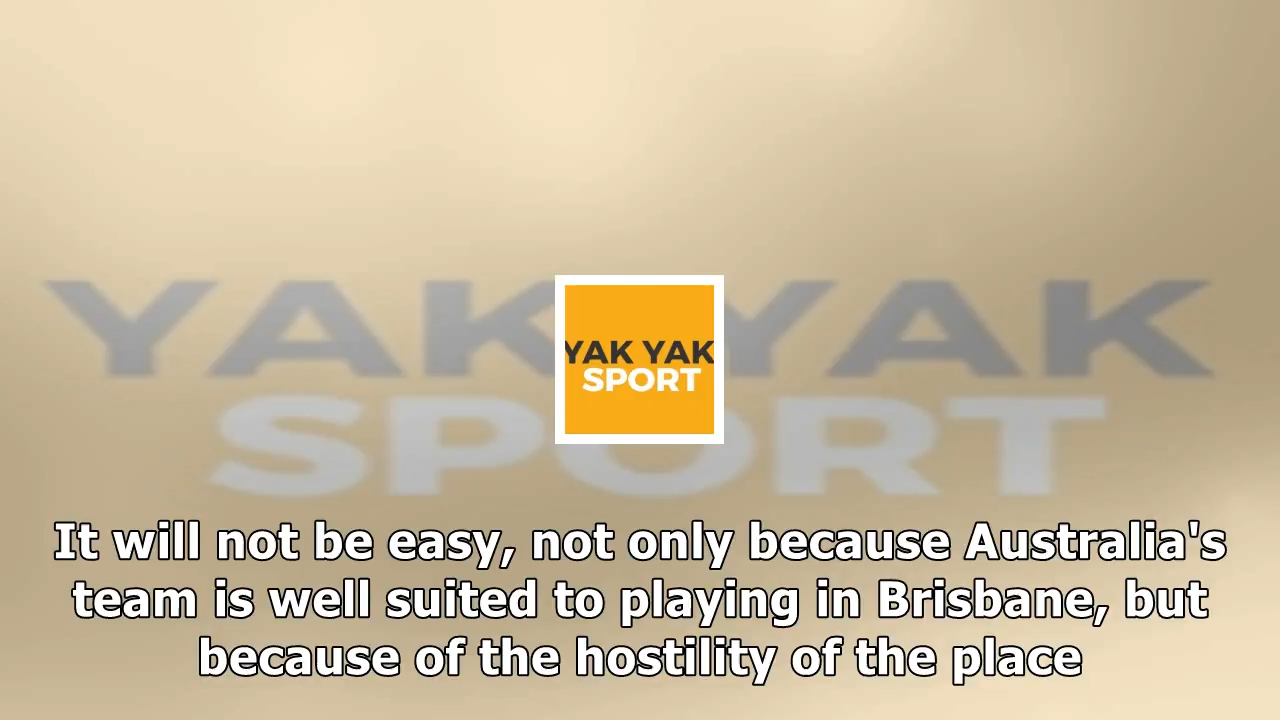 YAK YAK
SPORT
YAK YAK
SPORT
It will not be easy, not only because Australia's
team is well suited to playing in Brisbane, but
because of the hostility of the place